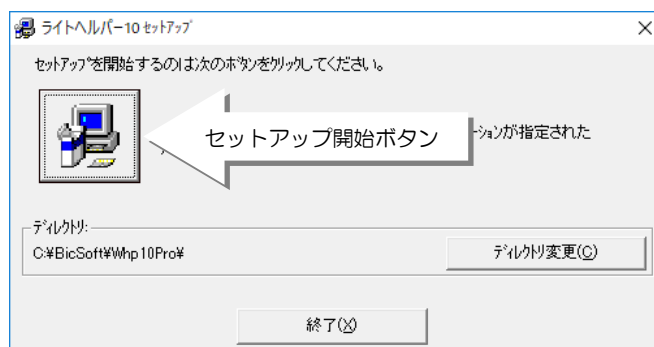 ライトヘルパー10 セットアップ
セットアップを開始するのは次のボタンをクリックしてください。
セットアップ開始ボタン
ションが指定された
ディレクトリ:
C:¥BicSoft¥Whp10Pro¥
ディレクトリ変更(C)
終了(X)